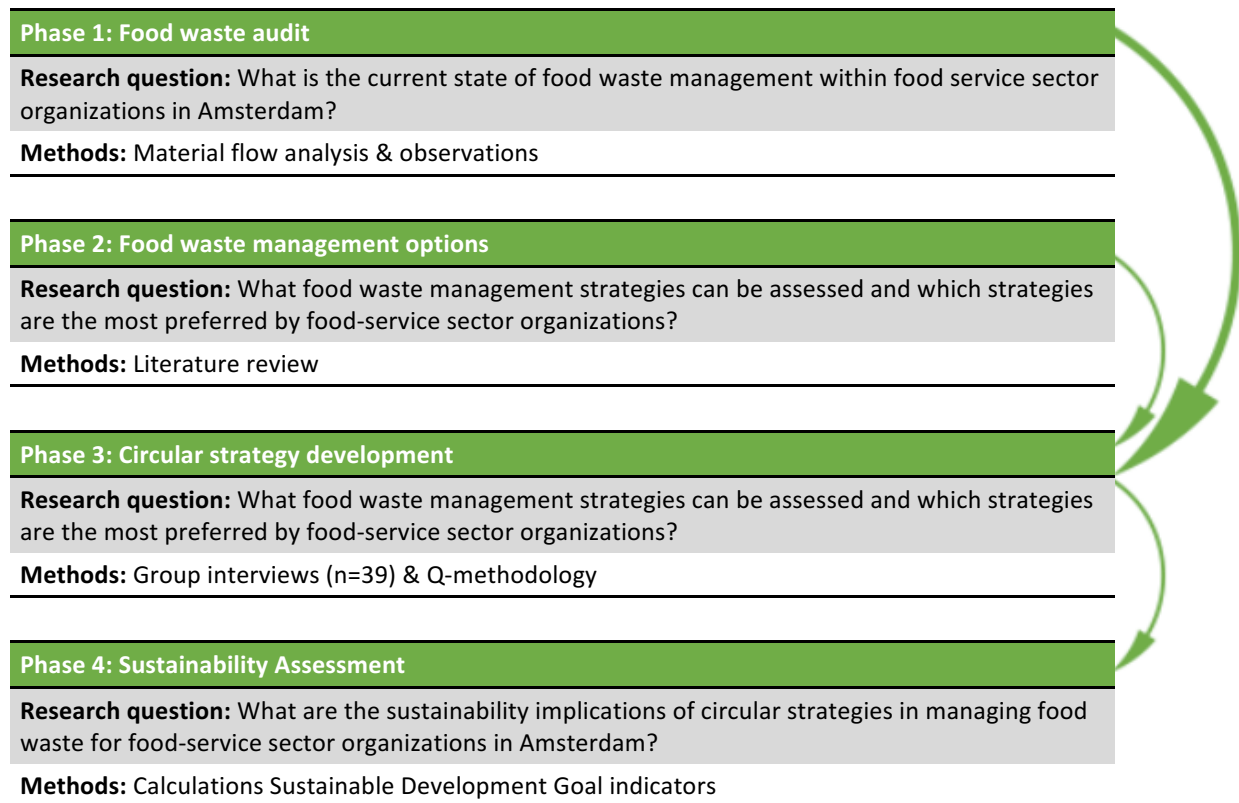 Phase 1: Food waste audit
Research question: What is the current state of food waste management within food service sector
organizations in Amsterdam?
Methods: Material flow analysis & observations
Phase 2: Food waste management options
Research question: What food waste management strategies can be assessed and which strategies
are the most preferred by food-service sector organizations?
Methods: Literature review
Phase 3: Circular strategy development
Research question: What food waste management strategies can be assessed and which strategies
are the most preferred by food-service sector organizations?
Methods: Group interviews (n=39) & Q-methodology
Phase 4: Sustainability Assessment
Research question: What are the sustainability implications of circular strategies in managing food
waste for food-service sector organizations in Amsterdam?
Methods: Calculations Sustainable Development Goal indicators